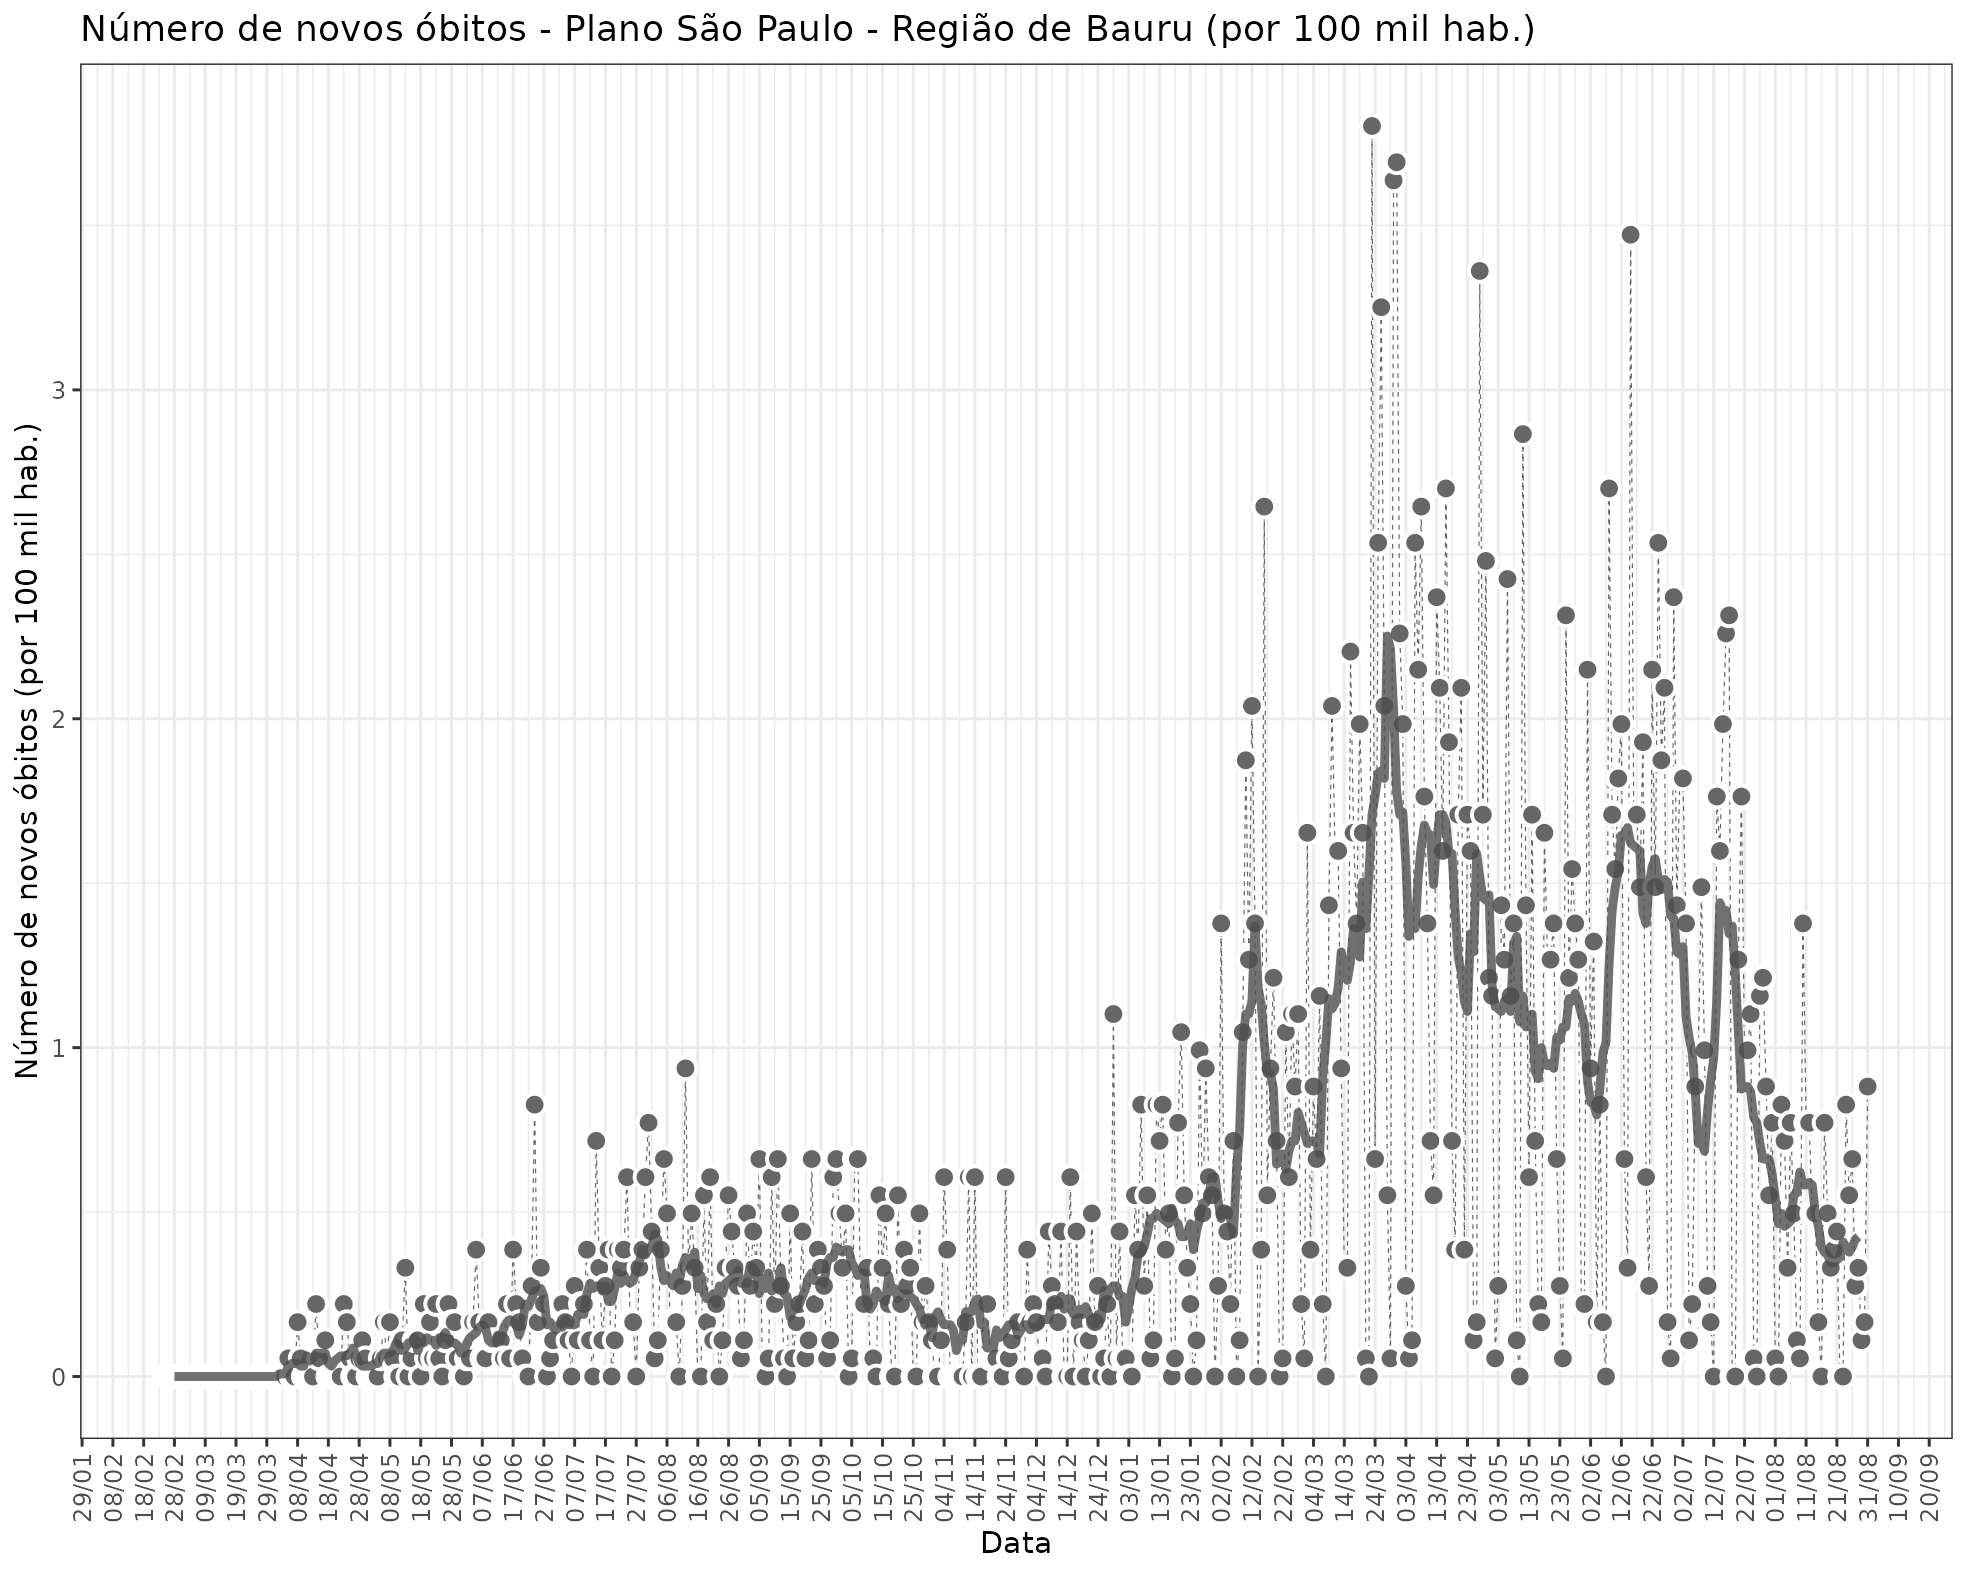 Número de novos óbitos - Plano São Paulo - Região de Bauru (por 100 mil hab.)
Número de novos óbitos (por 100 mil hab.)
3
2
1
0
29/01 08/02 18/02 28/02 09/03 19/03 29/03 08/04 18/04 28/04 08/05 18/05 28/05 07/06 17/06 27/06 07/07 17/07 27/07 06/08 16/08 26/08 05/09 15/09 25/09 05/10 15/10 25/10 04/11 14/11 24/11 04/12 14/12 24/12 03/01 13/01 23/01 02/02 12/02 22/02 04/03 14/03 24/03 03/04 13/04 23/04 03/05 13/05 23/05 02/06 12/06 22/06 02/07 12/07 22/07 01/08 11/08 21/08 31/08 10/09 20/09
Data